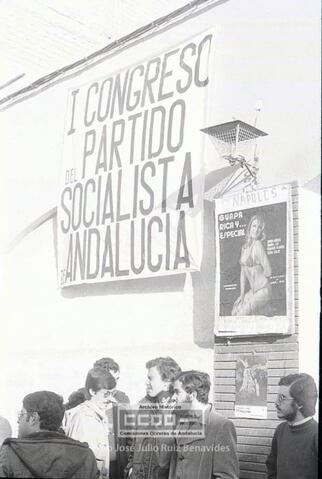 I CONGRESO
DEL PARTIDO
SOCIALISTA
DE ANDALUCIA
NAPOLES
GUAPA
RICA Y...
ESPECIAL
Archivo Histórico
CCOO
Comisiones Obreras de Andalucía
José Julio Ruiz Benavides